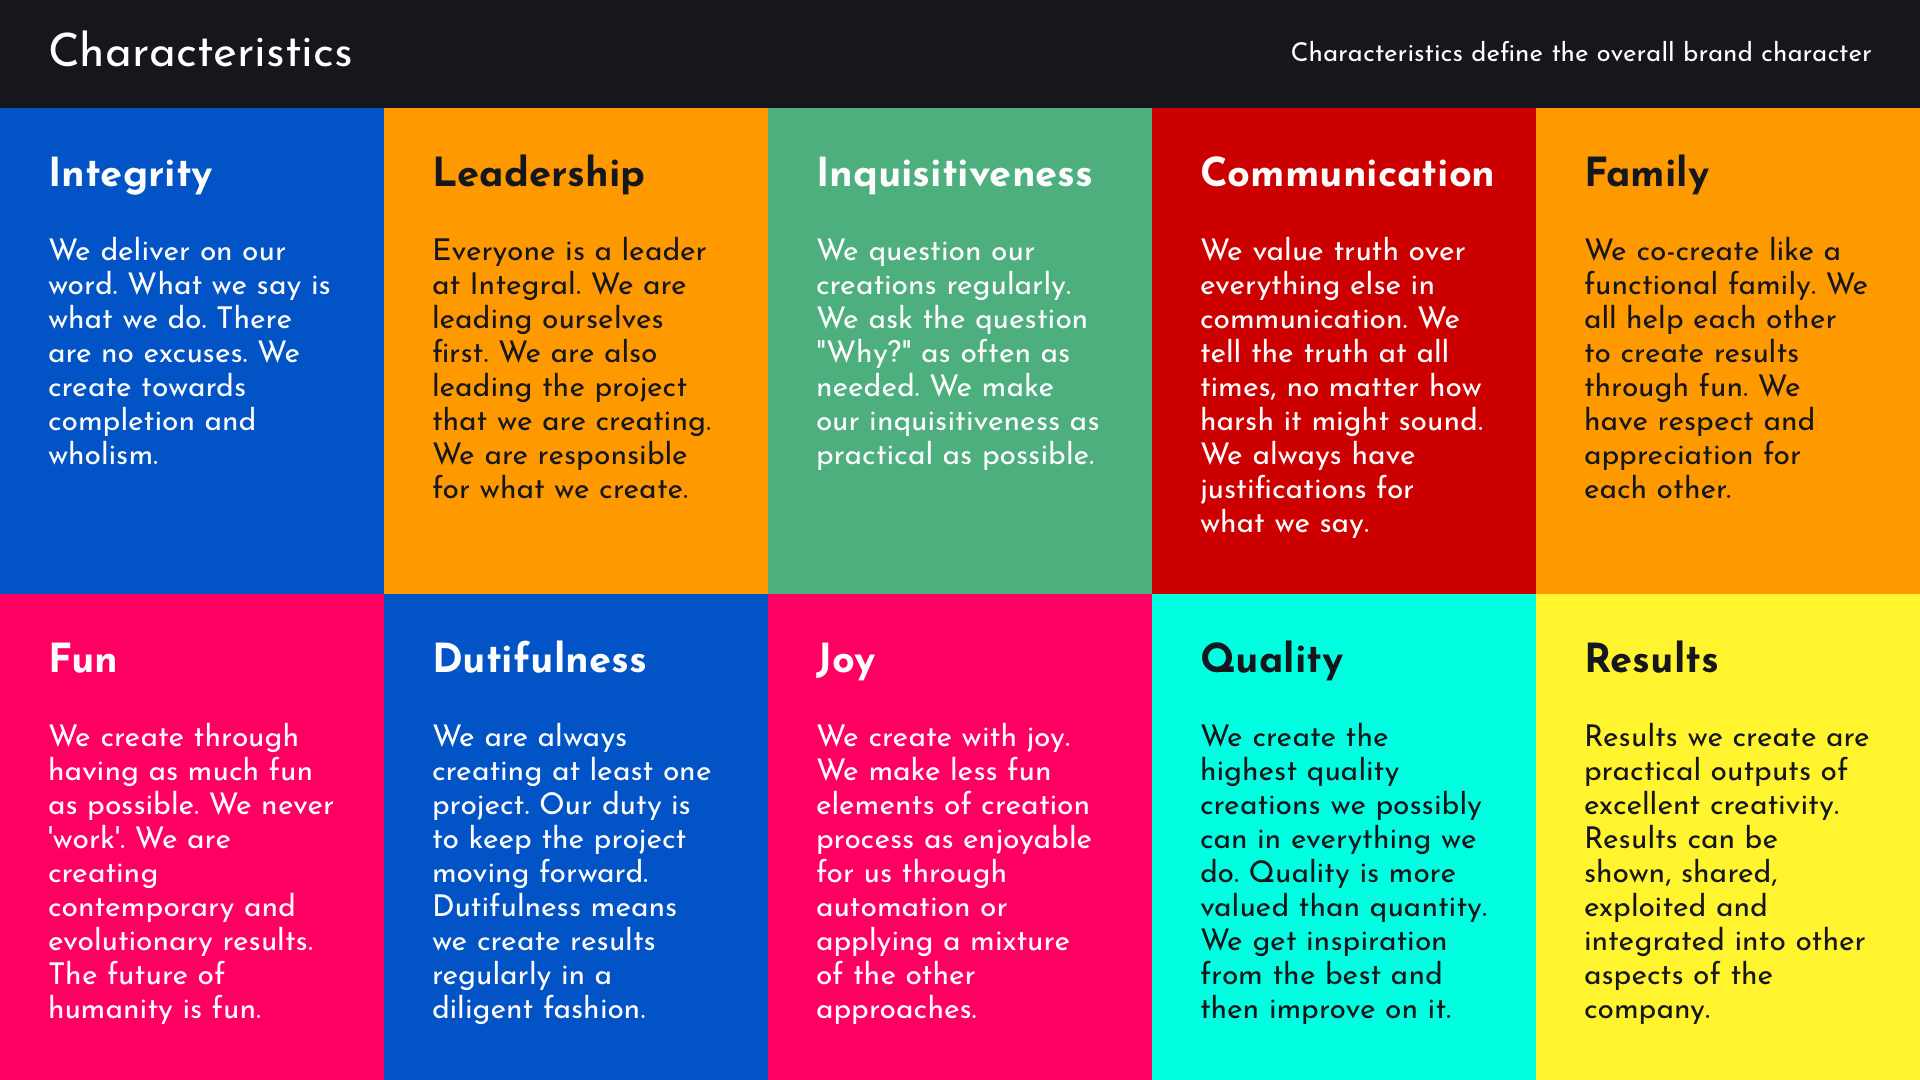 Characteristics
Characteristics define the overall brand character
Integrity
We deliver on our
word. What we say is
what we do. There
are no excuses. We
create towards
completion and
wholism.
Leadership
Everyone is a leader
at Integral. We are
leading ourselves
first. We are also
leading the project
that we are creating.
We are responsible
for what we create.
Inquisitiveness
We question our
creations regularly.
We ask the question
"Why?" as often as
needed. We make
our inquisitiveness as
practical as possible.
Communication
We value truth over
everything else in
communication. We
tell the truth at all
times, no matter how
harsh it might sound.
We always have
justifications for
what we say.
Family
We co-create like a
functional family. We
all help each other
to create results
through fun. We
have respect and
appreciation for
each other.
Fun
We create through
having as much fun
as possible. We never
'work'. We are
creating
contemporary and
evolutionary results.
The future of
humanity is fun.
Dutifulness
We are always
creating at least one
project. Our duty is
to keep the project
moving forward.
Dutifulness means
we create results
regularly in a
diligent fashion.
Joy
We create with joy.
We make less fun
elements of creation
process as enjoyable
for us through
automation or
applying a mixture
of the other
approaches.
Quality
We create the
highest quality
creations we possibly
can in everything we
do. Quality is more
valued than quantity.
We get inspiration
from the best and
then improve on it.
Results
Results we create are
practical outputs of
excellent creativity.
Results can be
shown, shared,
exploited and
integrated into other
aspects of the
company.